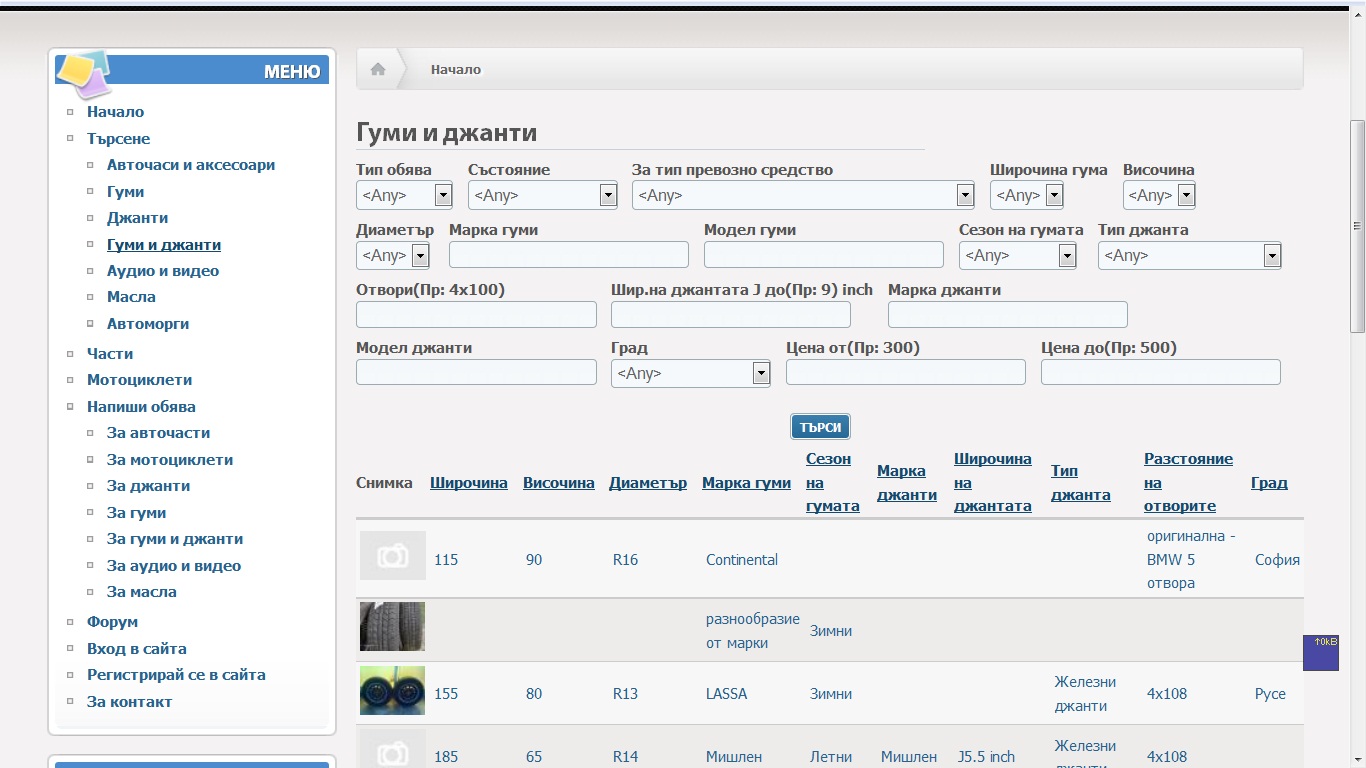 МЕНЮ
Начало
Търсене
Авточаси и аксесоари
Гуми
Джанти
Гуми и джанти
Аудио и видео
Масла
Автоморги
Части
Мотоциклети
Напиши обява
За авточасти
За мотоциклети
За джанти
За гуми
За гуми и джанти
За аудио и видео
За масла
Форум
Вход в сайта
Регистрирай се в сайта
За контакт
Начало
Гуми и джанти
Тип обява Състояние За тип превозно средство Широчина гума Височина
<Any> <Any> <Any> <Any> <Any>
Диаметър Марка гуми Модел гуми Сезон на гумата Тип джанта
<Any> <Any> <Any>
Отвори(Пр: 4х100) Шир.на джантата J до(Пр: 9) inch Марка джанти
Модел джанти Град Цена от(Пр: 300) Цена до(Пр: 500)
<Any>
ТЪРСИ
Снимка Широчина Височина Диаметър Марка гуми Сезон на гумата Марка джанти Широчина на джантата Тип джанта Разстояние на отворите Град
115 90 R16 Continental оригинална - BMW 5 отвора София
разнообразие от марки Зимни
155 80 R13 LASSA Зимни Железни джанти 4x108 Русе
185 65 R14 Мишлен Летни Мишлен J5.5 inch Железни джанти 4x108
↑0kB